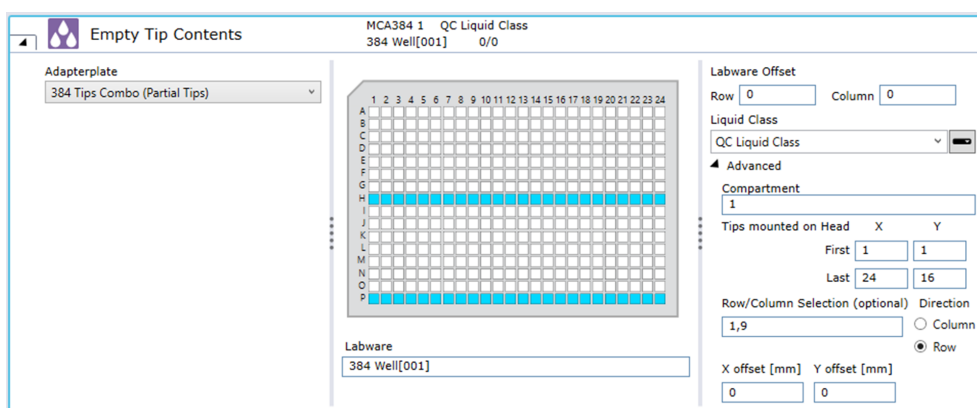 Empty Tip Contents
MCA384 1 QC Liquid Class
384 Well[001] 0/0
Adapterplate
384 Tips Combo (Partial Tips)
1 2 3 4 5 6 7 8 9 10 11 12 13 14 15 16 17 18 19 20 21 22 23 24
A
B
C
D
E
F
G
H
I
J
K
L
M
N
O
P
Labware
384 Well[001]
Labware Offset
Row 0 Column 0
Liquid Class
QC Liquid Class
Advanced
Compartment
1
Tips mounted on Head X Y
First 1 1
Last 24 16
Row/Column Selection (optional) Direction
1,9 Column
Row
X offset [mm] Y offset [mm]
0 0